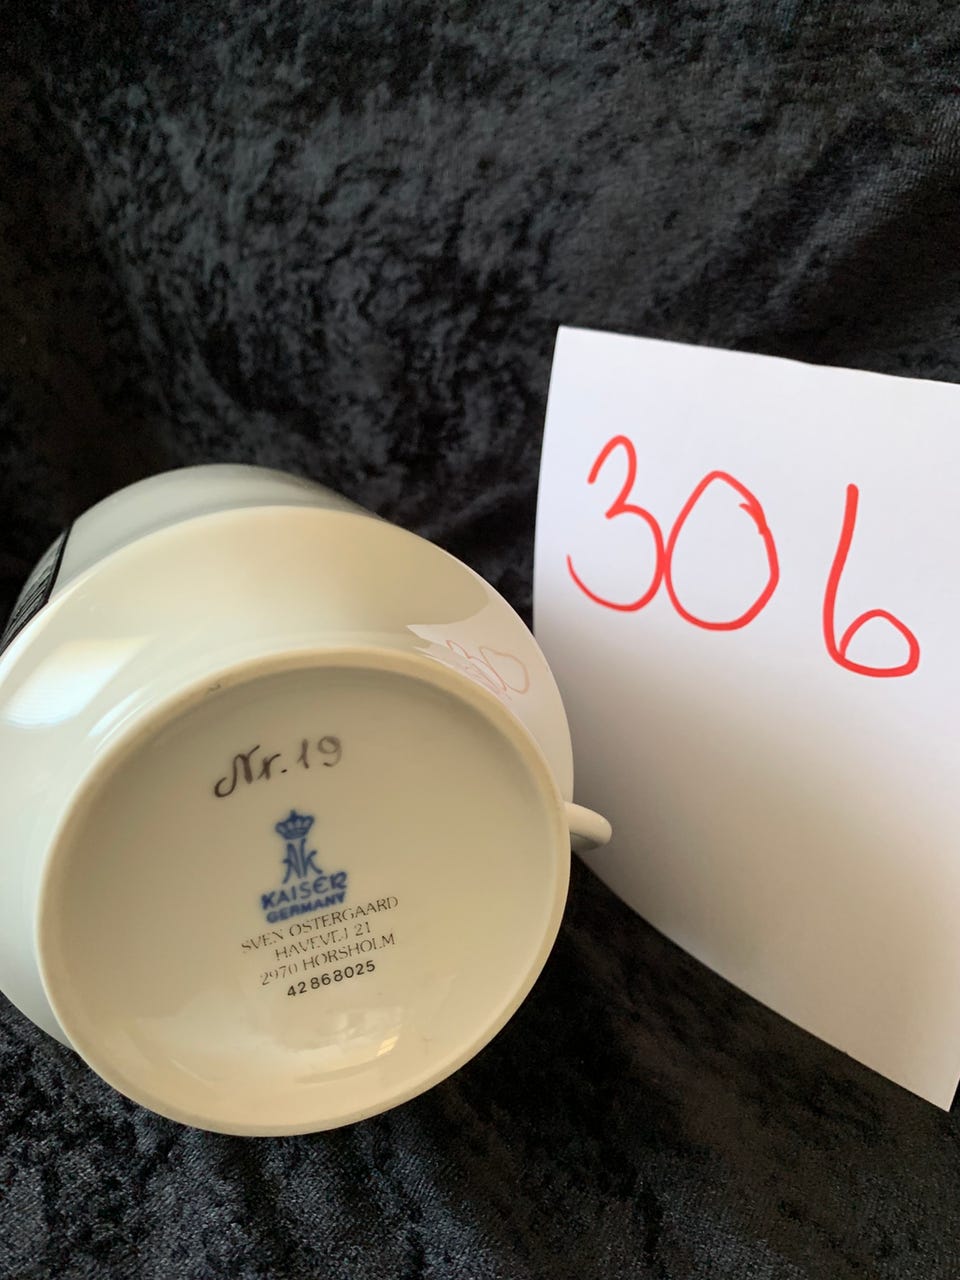 306
Nr. 19
AK
KAISER
GERMANY
SVEN OSTERGAARD
HAVEVEJ 21
2970 HORSHOLM
42868025